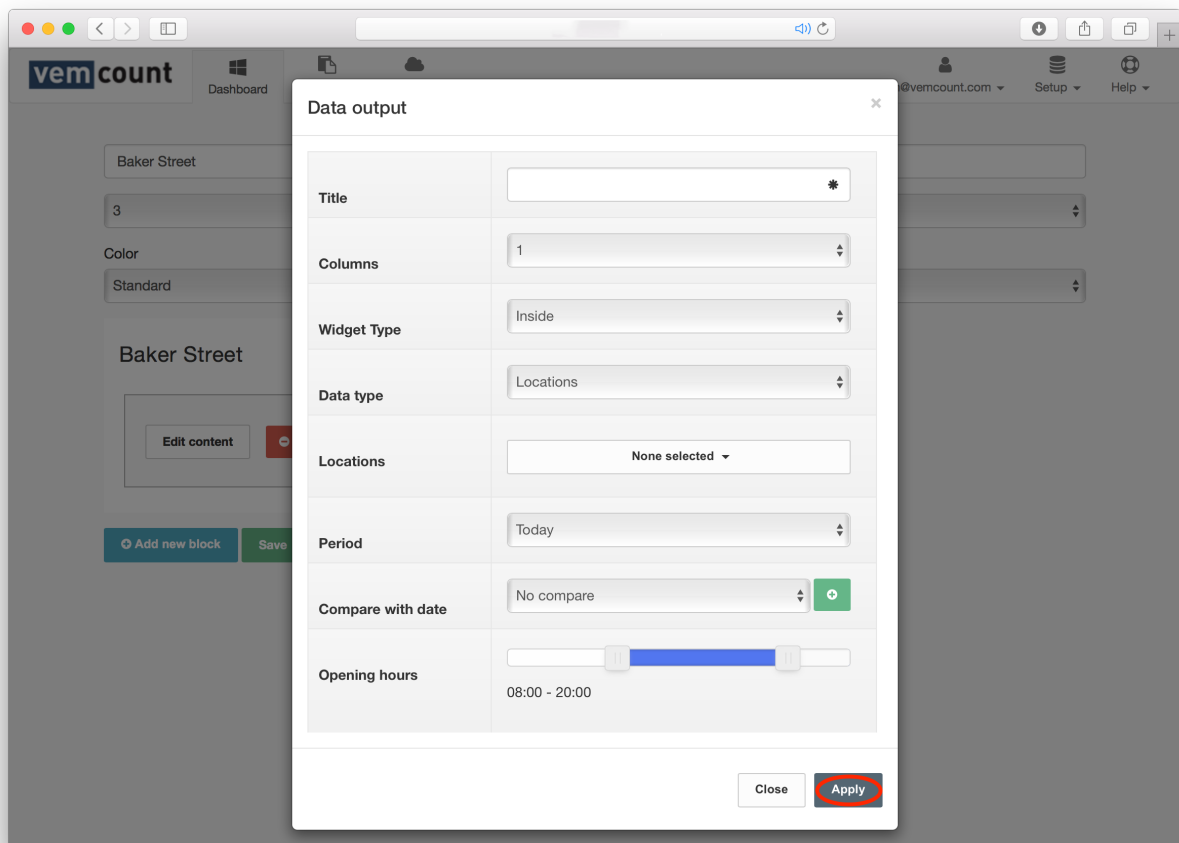 vemcount
Dashboard
@vemcount.com
Setup
Help
Data output
×
Baker Street
3
Color
Standard
Baker Street
Edit content
Add new block
Save
Title
*
Columns
1
Widget Type
Inside
Data type
Locations
Locations
None selected
Period
Today
Compare with date
No compare
Opening hours
08:00 - 20:00
Close
Apply